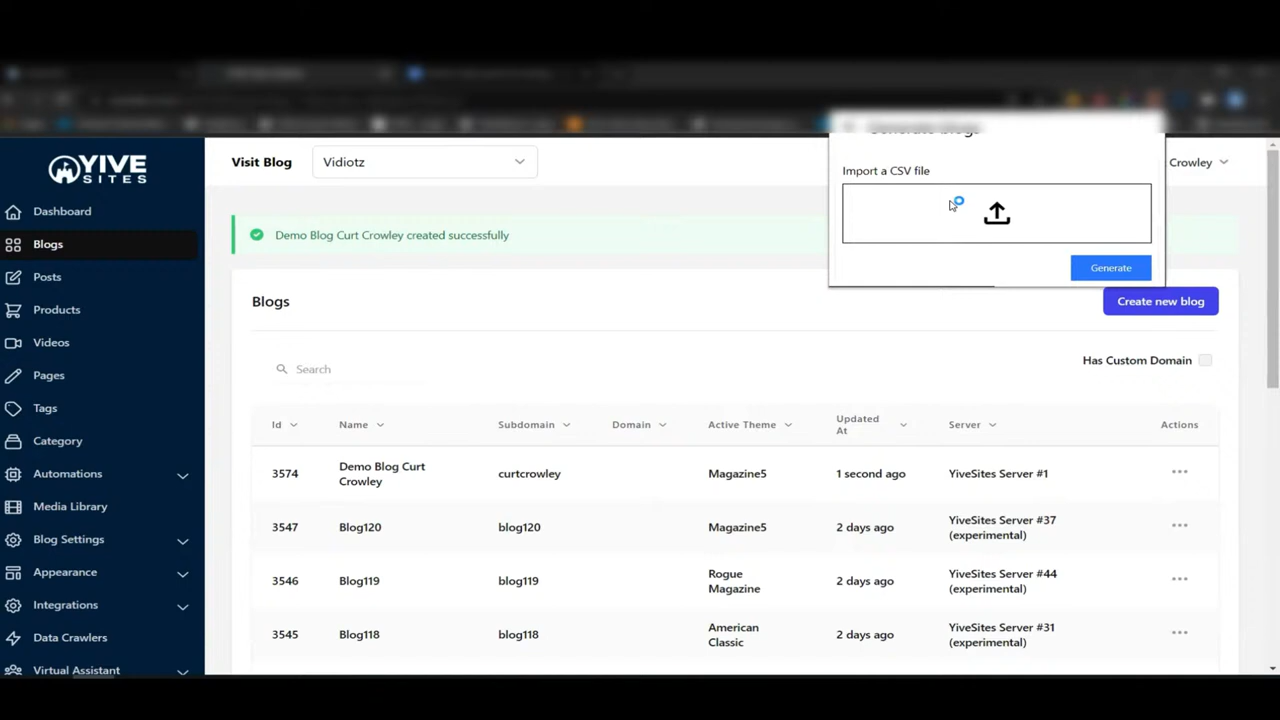 YIVE
SITES
Visit Blog
Vidiotz
Crowley
Generate blogs
Import a CSV file
Generate
Dashboard
Blogs
Posts
Products
Videos
Pages
Tags
Category
Automations
Media Library
Blog Settings
Appearance
Integrations
Data Crawlers
Virtual Assistant
Demo Blog Curt Crowley created successfully
Blogs
Create new blog
Search
Has Custom Domain
Id Name Subdomain Domain Active Theme Updated At Server Actions
3574 Demo Blog Curt Crowley curtcrowley Magazine5 1 second ago YiveSites Server #1
3547 Blog120 blog120 Magazine5 2 days ago YiveSites Server #37 (experimental)
3546 Blog119 blog119 Rogue Magazine 2 days ago YiveSites Server #44 (experimental)
3545 Blog118 blog118 American Classic 2 days ago YiveSites Server #31 (experimental)